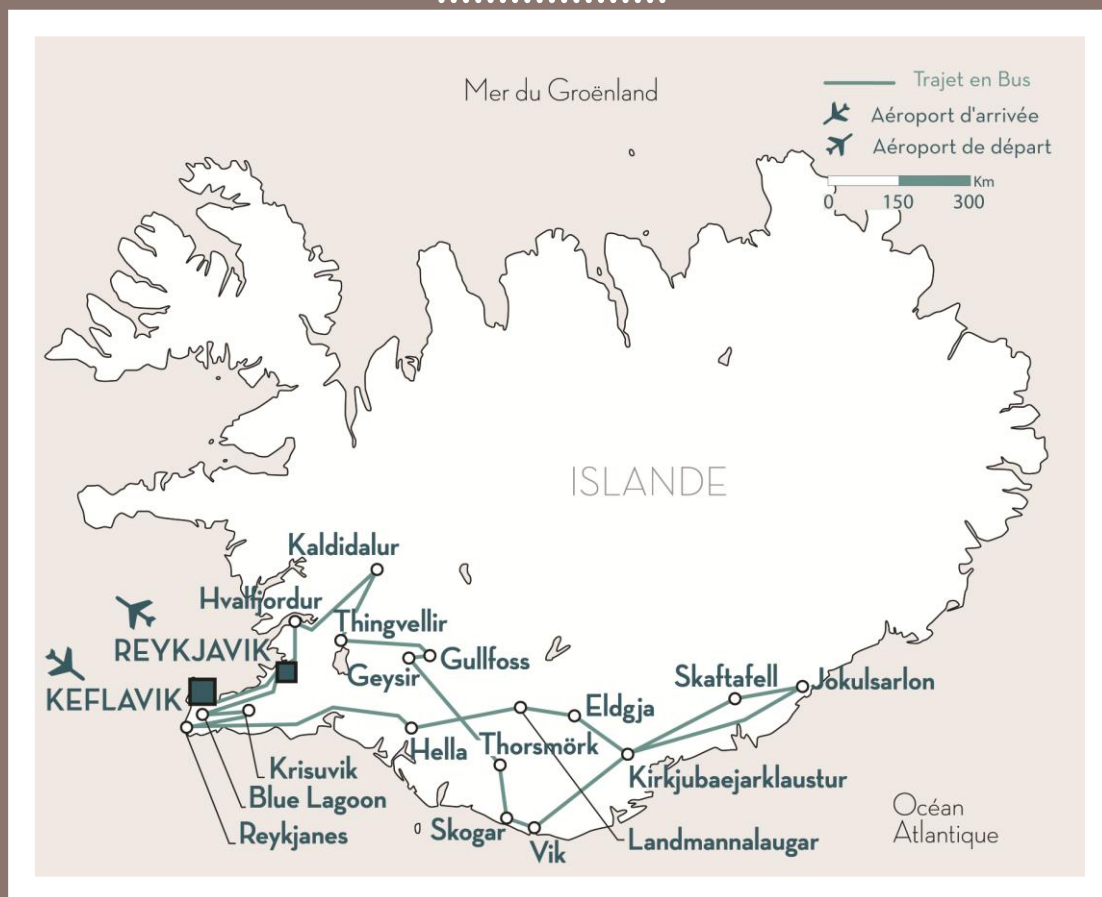 Mer du Groënland
Trajet en Bus
Aéroport d'arrivée
Aéroport de départ
Km
0 150 300
ISLANDE
Kaldidalur
Hvalfjordur
Thingvellir
REYKJAVIK
Geysir
Gullfoss
KEFLAVIK
Skaftafell
Jokulsarlon
Eldgja
Hella
Thorsmörk
Krisuvik
Kirkjubaejarklaustur
Blue Lagoon
Reykjanes
Skogar
Vik
Landmannalaugar
Océan
Atlantique